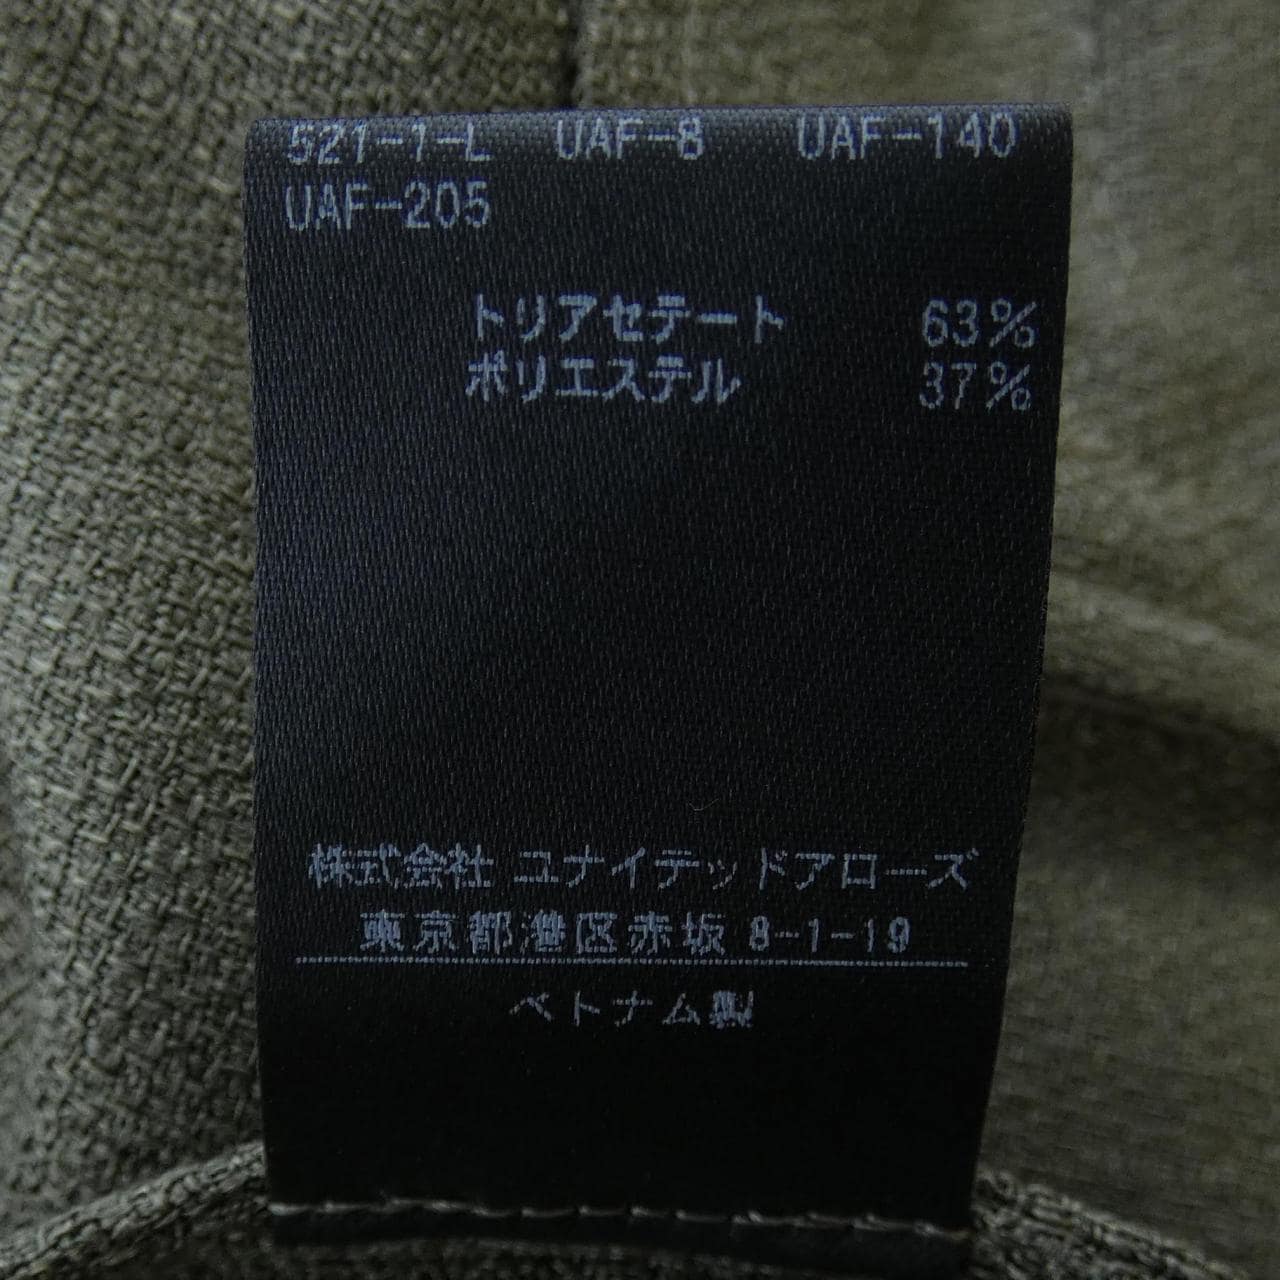 521-1-L UAF-8 UAF-140
UAF-205
トリアセテート 63%
ポリエステル 37%
株式会社 ユナイテッドアローズ
東京都港区赤坂 8-1-19
ベトナム製